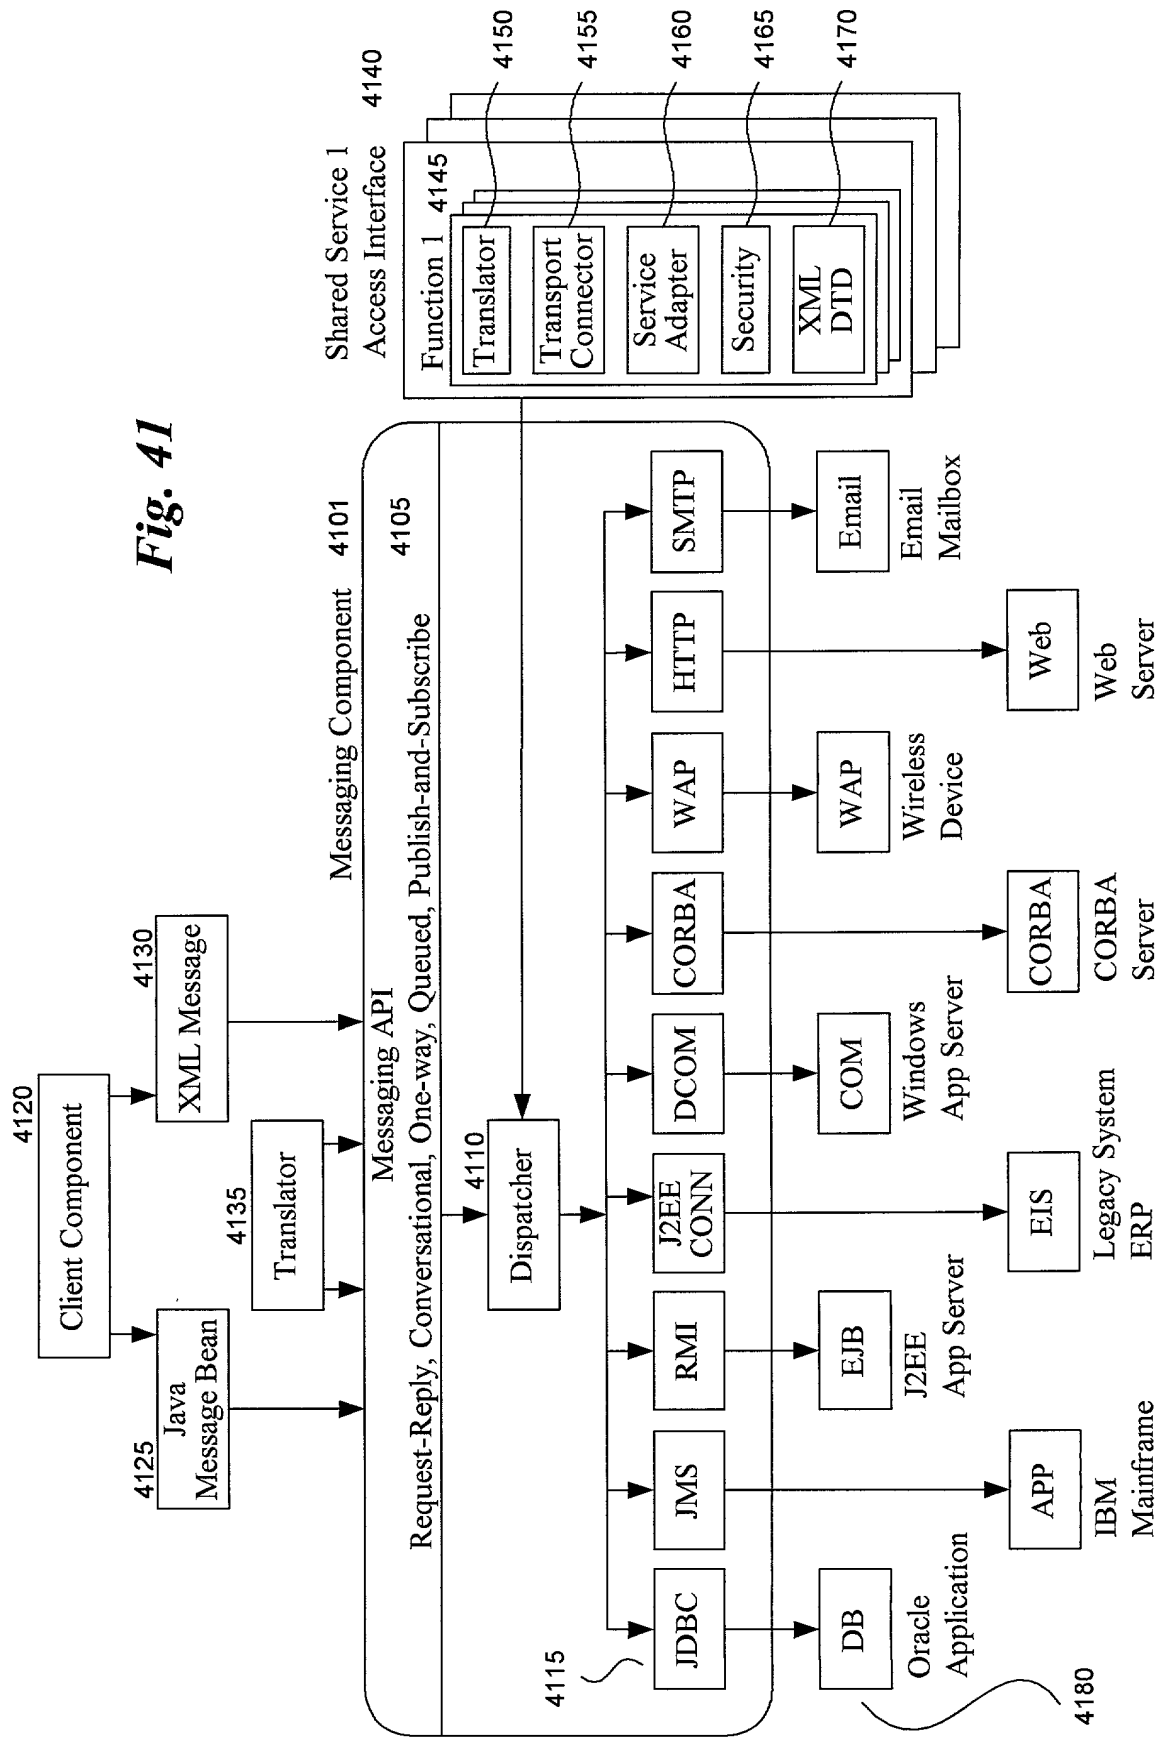 Fig. 41
4120
Client Component
4125
Java
Message Bean
4130
XML Message
4135
Translator
Messaging Component
4101
Messaging API
4105
Request-Reply, Conversational, One-way, Queued, Publish-and-Subscribe
4110
Dispatcher
Shared Service 1
Access Interface
4140
Function 1
4145
Translator
4150
Transport
Connector
4155
Service
Adapter
4160
Security
4165
XML
DTD
4170
4115
JDBC
JMS
RMI
J2EE
CONN
DCOM
CORBA
WAP
HTTP
SMTP
DB
Oracle
Application
APP
IBM
Mainframe
EJB
J2EE
App Server
EIS
Legacy System
ERP
COM
Windows
App Server
CORBA
CORBA
Server
WAP
Wireless
Device
Web
Web
Server
Email
Email
Mailbox
4180